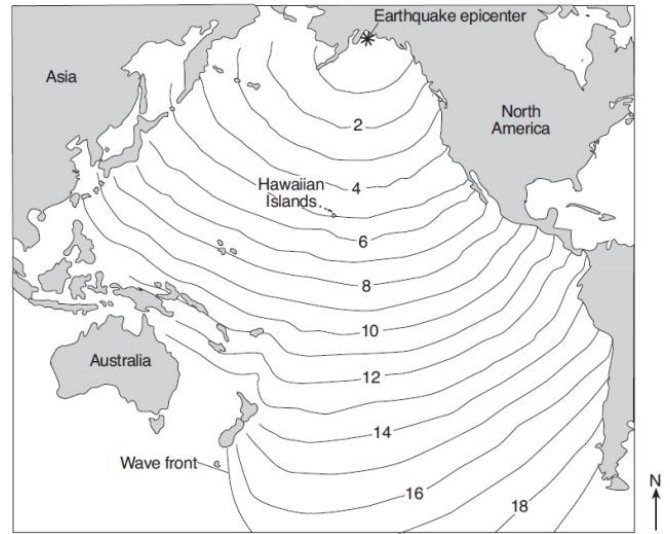 Earthquake epicenter
Asia
North
America
2
4
Hawaiian
Islands
6
8
10
Australia
12
14
Wave front
16
18
N